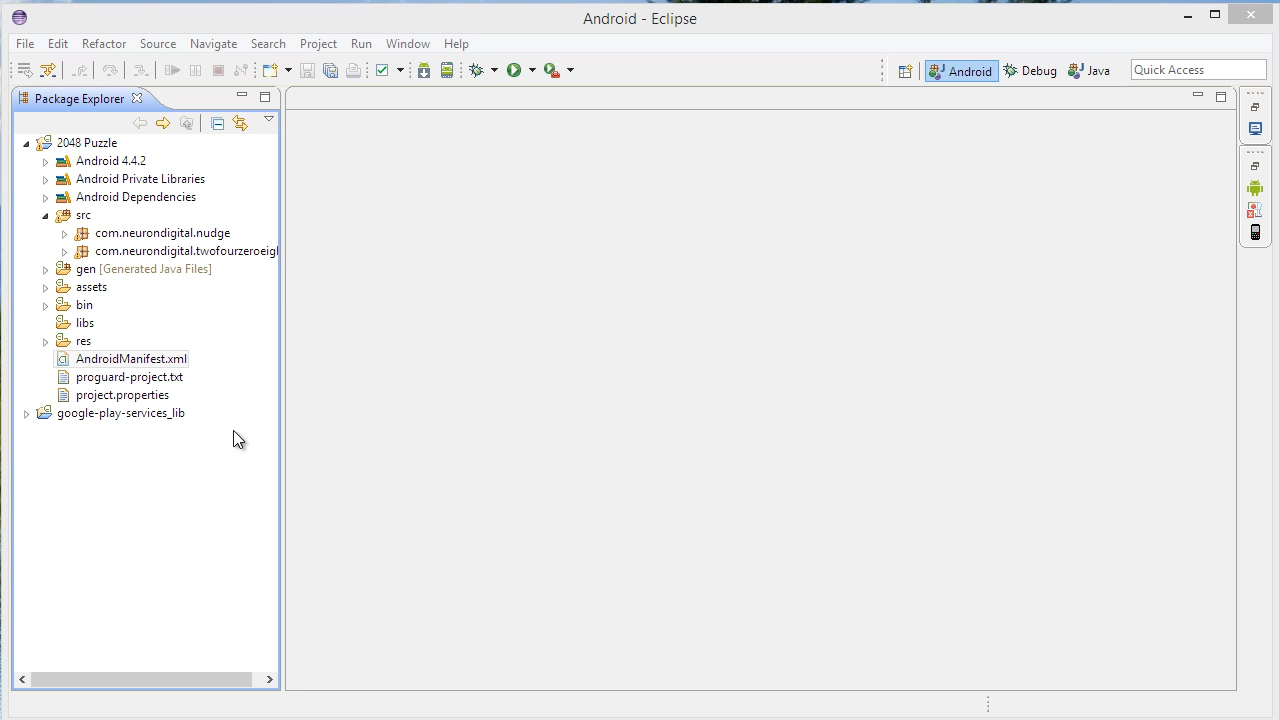 Android - Eclipse
File Edit Refactor Source Navigate Search Project Run Window Help
Android Debug Java Quick Access
Package Explorer
2048 Puzzle
Android 4.4.2
Android Private Libraries
Android Dependencies
src
com.neurondigital.nudge
com.neurondigital.twofourzeroeigl
gen [Generated Java Files]
assets
bin
libs
res
AndroidManifest.xml
proguard-project.txt
project.properties
google-play-services_lib